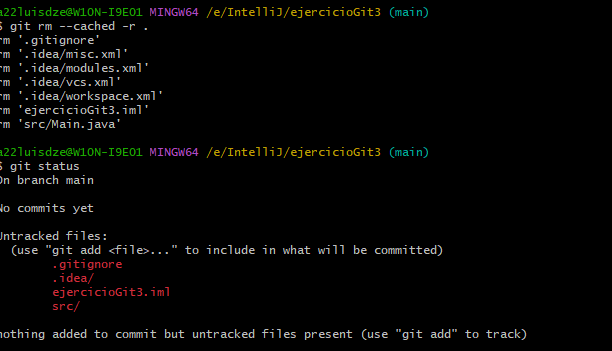 a22luisdze@W10N-I9E01 MINGW64 /e/IntelliJ/ejercicioGit3 (main)
$ git rm --cached -r .
rm '.gitignore'
rm '.idea/misc.xml'
rm '.idea/modules.xml'
rm '.idea/vcs.xml'
rm '.idea/workspace.xml'
rm 'ejercicioGit3.iml'
rm 'src/Main.java'
a22luisdze@W10N-I9E01 MINGW64 /e/IntelliJ/ejercicioGit3 (main)
$ git status
On branch main
No commits yet
Untracked files:
(use "git add <file>..." to include in what will be committed)
.gitignore
.idea/
ejercicioGit3.iml
src/
nothing added to commit but untracked files present (use "git add" to track)